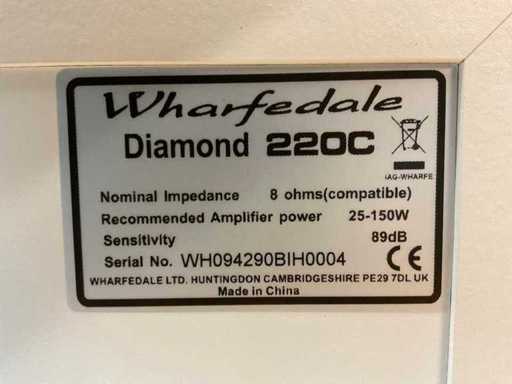 Wharfedale
Diamond 220C
IAG-WHARFE
Nominal Impedance 8 ohms(compatible)
Recommended Amplifier power 25-150W
Sensitivity 89dB
Serial No. WH094290BIH0004 CE
WHARFEDALE LTD. HUNTINGDON CAMBRIDGESHIRE PE29 7DL UK
Made in China